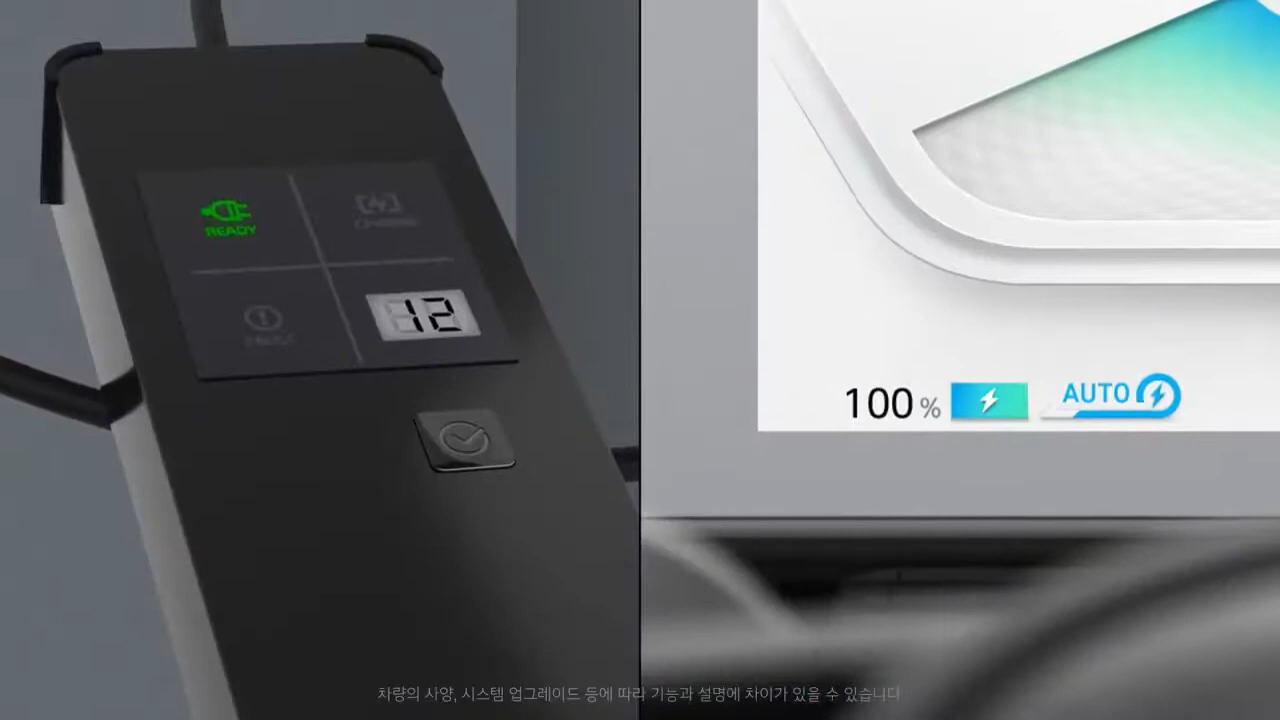 READY
CHARGE
12
100 %
AUTO
차량의 사양, 시스템 업그레이드 등에 따라 기능과 설명에 차이가 있을 수 있습니다